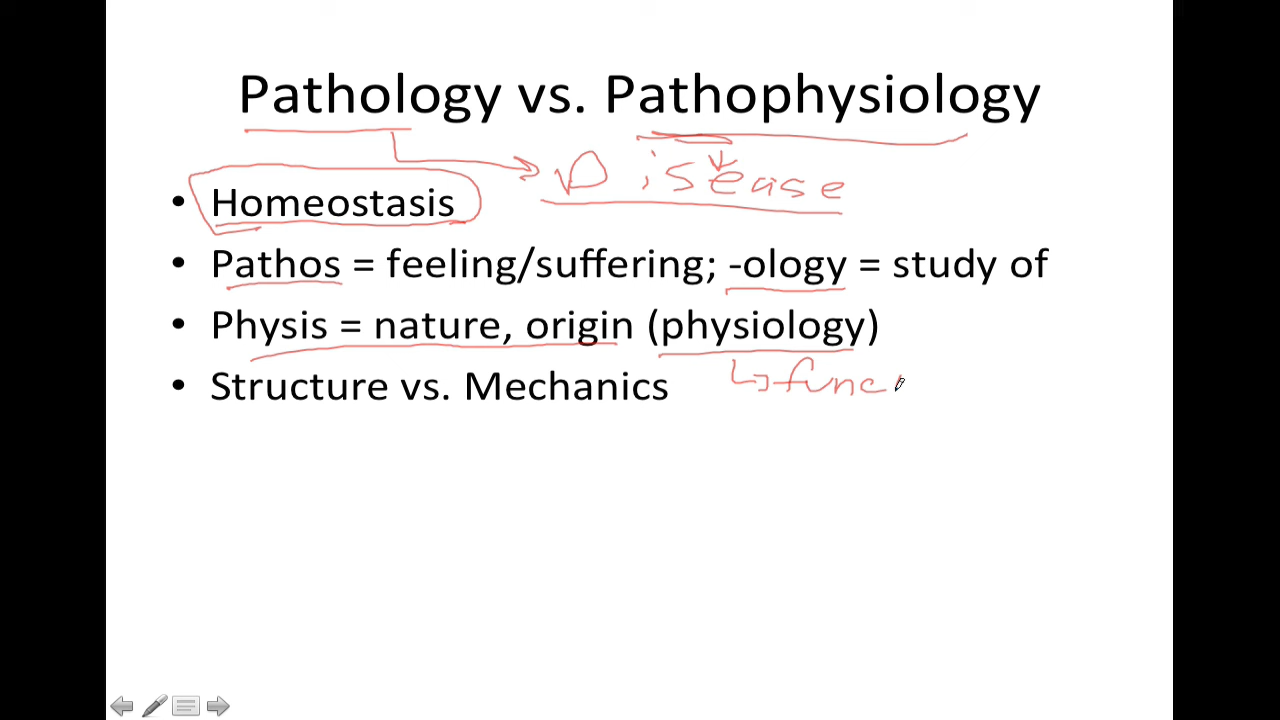 Pathology vs. Pathophysiology
Disease
• Homeostasis
• Pathos = feeling/suffering; -ology = study of
• Physis = nature, origin (physiology)
• Structure vs. Mechanics
func